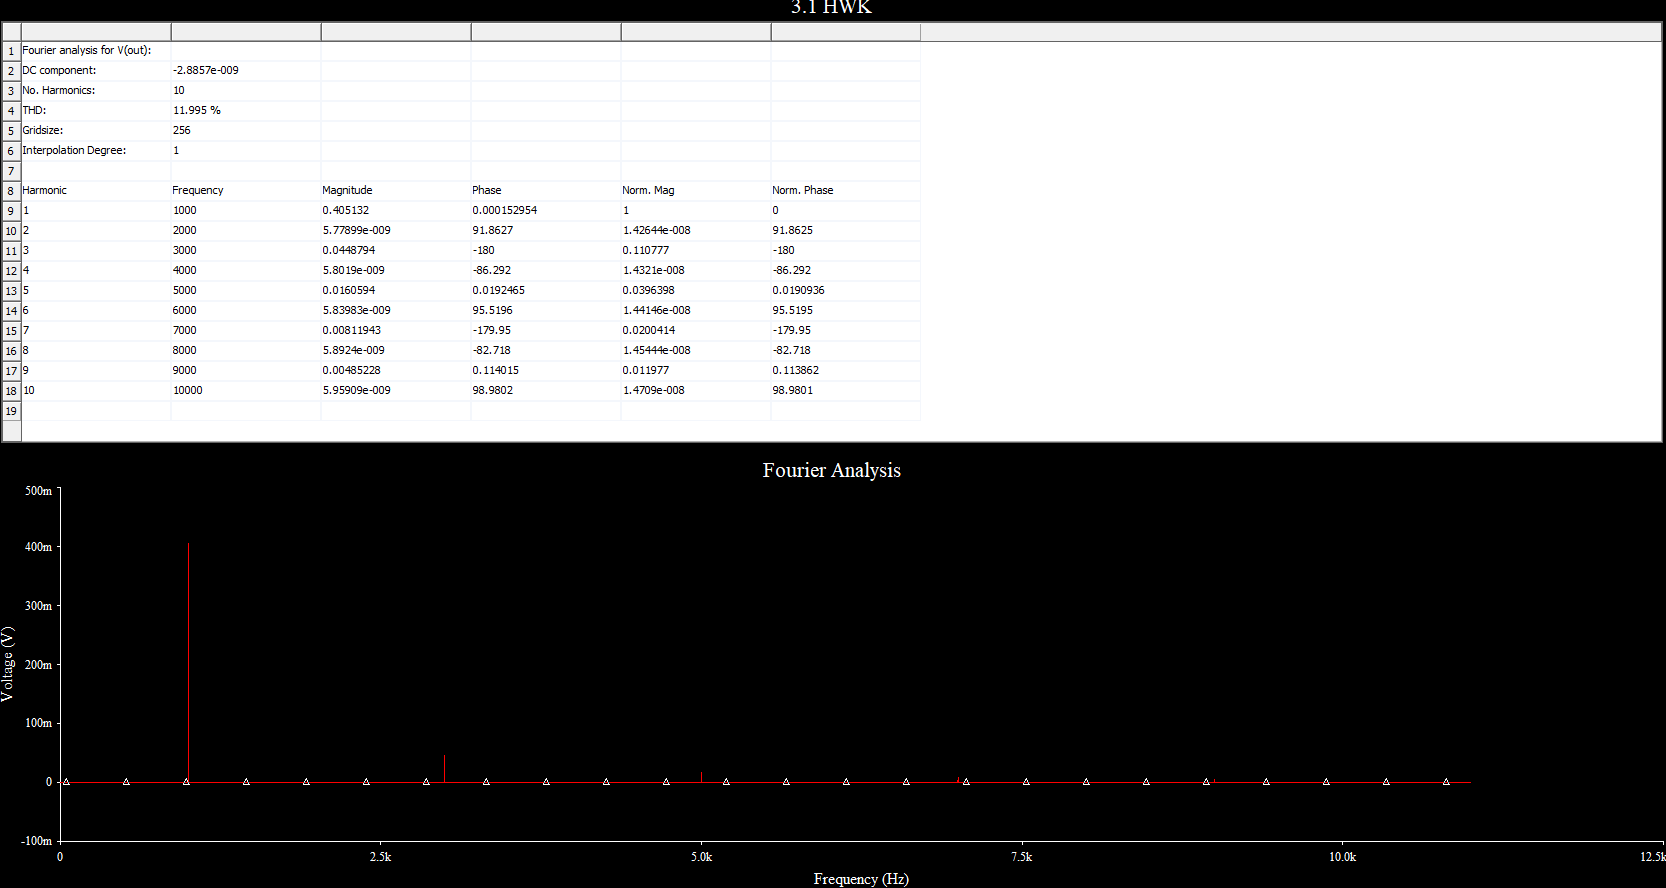 3.1 HWK
1 Fourier analysis for V(out):
2 DC component: -2.8857e-009
3 No. Harmonics: 10
4 THD: 11.995 %
5 Gridsize: 256
6 Interpolation Degree: 1
7
8 Harmonic Frequency Magnitude Phase Norm. Mag Norm. Phase
9 1 1000 0.405132 0.000152954 1 0
10 2 2000 5.77899e-009 91.8627 1.42644e-008 91.8625
11 3 3000 0.0448794 -180 0.110777 -180
12 4 4000 5.8019e-009 -86.292 1.4321e-008 -86.292
13 5 5000 0.0160594 0.0192465 0.0396398 0.0190936
14 6 6000 5.83983e-009 95.5196 1.44146e-008 95.5195
15 7 7000 0.00811943 -179.95 0.0200414 -179.95
16 8 8000 5.8924e-009 -82.718 1.45444e-008 -82.718
17 9 9000 0.00485228 0.114015 0.011977 0.113862
18 10 10000 5.95909e-009 98.9802 1.4709e-008 98.9801
19
Fourier Analysis
500m
400m
300m
200m
100m
0
-100m
Voltage (V)
0 2.5k 5.0k 7.5k 10.0k 12.5k
Frequency (Hz)